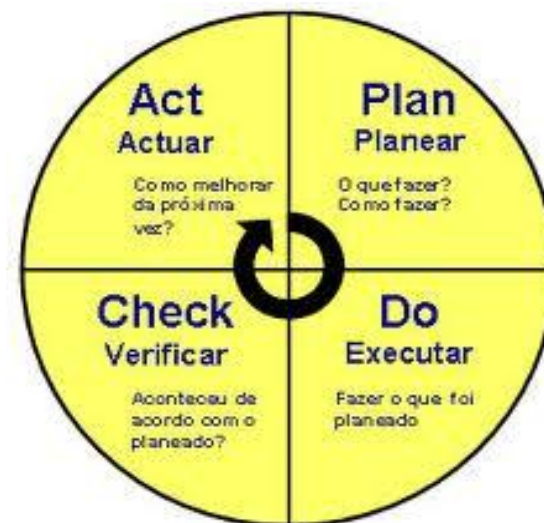 Act
Actuar
Como melhorar
da próxima
vez?
Plan
Planear
O que fazer?
Como fazer?
Check
Verificar
Aconteceu de
acordo com o
planeado?
Do
Executar
Fazer o que foi
planeado